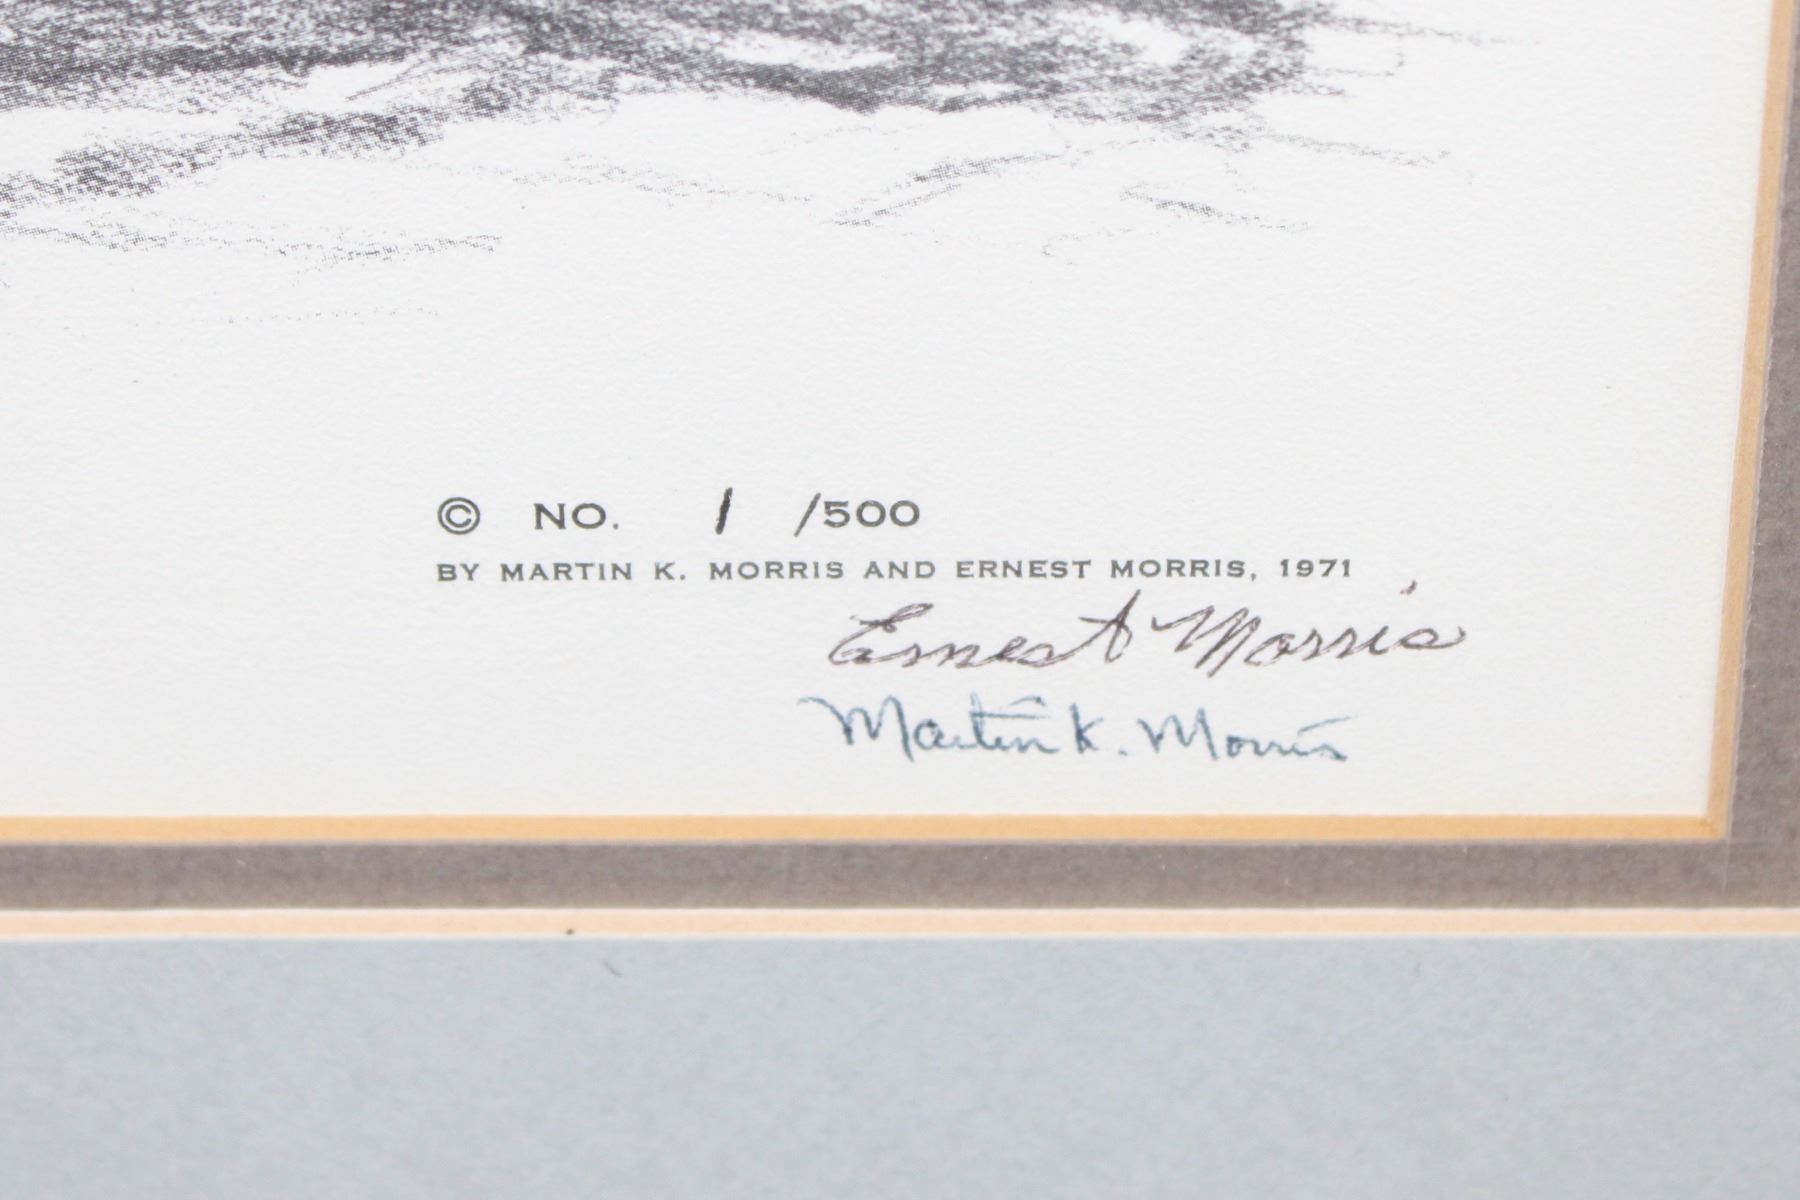 © NO. 1 /500
BY MARTIN K. MORRIS AND ERNEST MORRIS, 1971
Ernest Morris
Martin K. Morris